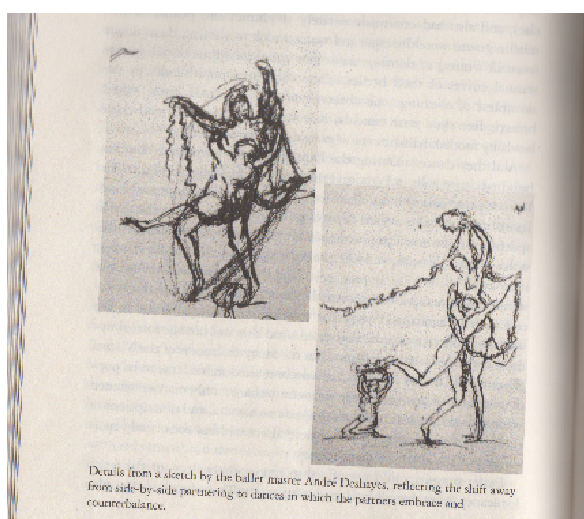 Details from a sketch by the ballet master André Deshayes, reflecting the shift away
from side-by-side partnering to dances in which the partners embrace and
counterbalance.